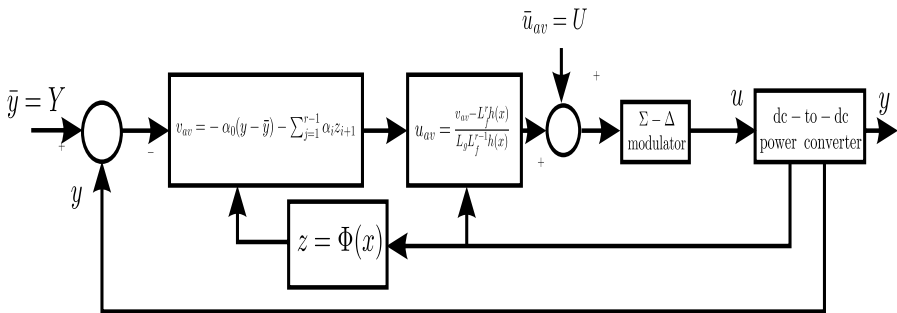 ū_av = U
+
ȳ = Y
+
−
v_av = − α₀(y − ȳ) − ∑_{j=1}^{r−1} α_i z_{i+1}
u_av = (v_av − L_f^r h(x)) / (L_g L_f^{r−1} h(x))
+
Σ − Δ
modulator
u
dc − to − dc
power converter
y
y
z = Φ(x)